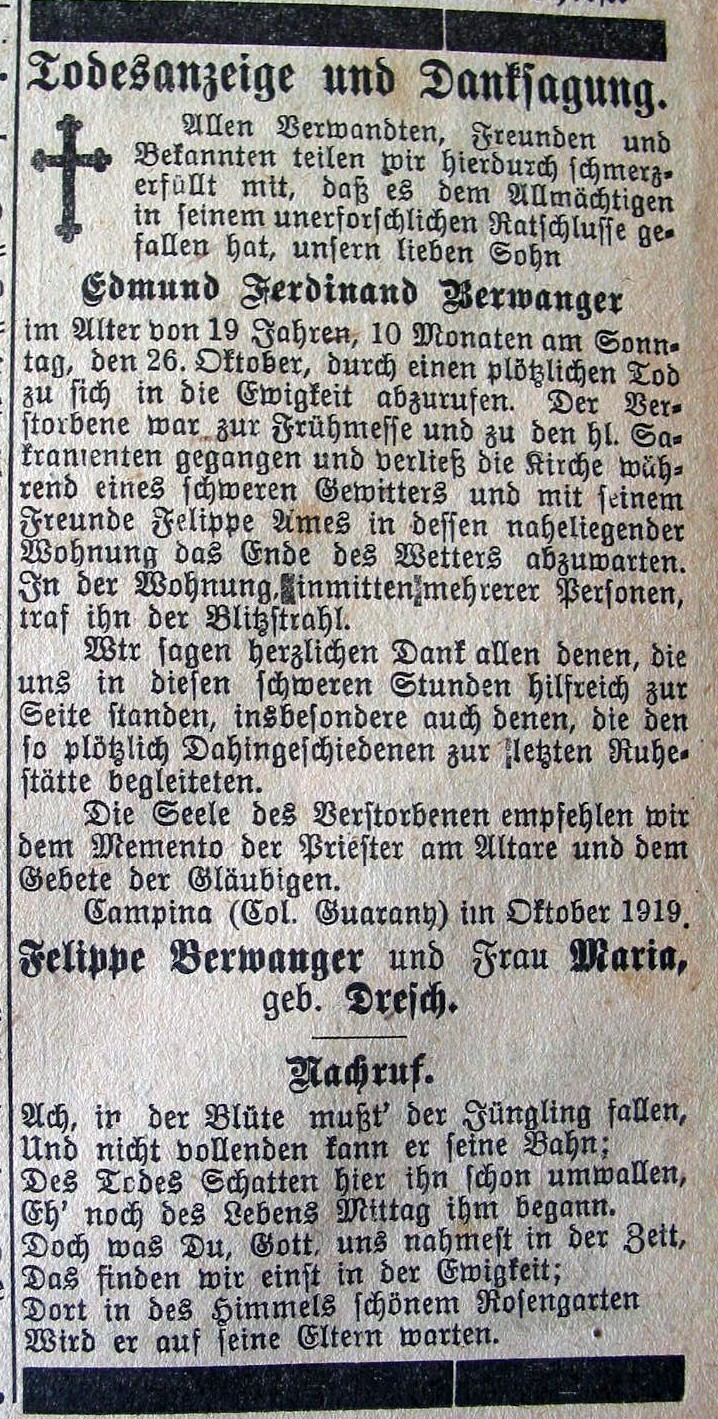 Todesanzeige und Danksagung.
Allen Verwandten, Freunden und
Bekannten teilen wir hierdurch schmerz-
erfüllt mit, daß es dem Allmächtigen
in seinem unerforschlichen Ratschlusse ge-
fallen hat, unsern lieben Sohn
Edmund Ferdinand Berwanger
im Alter von 19 Jahren, 10 Monaten am Sonn-
tag, den 26. Oktober, durch einen plötzlichen Tod
zu sich in die Ewigkeit abzurufen. Der Ver-
storbene war zur Frühmesse und zu den hl. Sa-
kramenten gegangen und verließ die Kirche wäh-
rend eines schweren Gewitters und mit seinem
Freunde Felippe Ames in dessen naheliegender
Wohnung das Ende des Wetters abzuwarten.
In der Wohnung, inmitten mehrerer Personen,
traf ihn der Blitzstrahl.
Wir sagen herzlichen Dank allen denen, die
uns in diesen schweren Stunden hilfreich zur
Seite standen, insbesondere auch denen, die den
so plötzlich Dahingeschiedenen zur letzten Ruhe-
stätte begleiteten.
Die Seele des Verstorbenen empfehlen wir
dem Memento der Priester am Altare und dem
Gebete der Gläubigen.
Campina (Col. Guarany) im Oktober 1919.
Felippe Berwanger und Frau Maria,
geb. Dresch.
Nachruf.
Ach, in der Blüte mußt' der Jüngling fallen,
Und nicht vollenden kann er seine Bahn;
Des Todes Schatten hier ihn schon umwallen,
Eh' noch des Lebens Mittag ihm begann.
Doch was Du, Gott, uns nahmest in der Zeit,
Das finden wir einst in der Ewigkeit;
Dort in des Himmels schönem Rosengarten
Wird er auf seine Eltern warten.